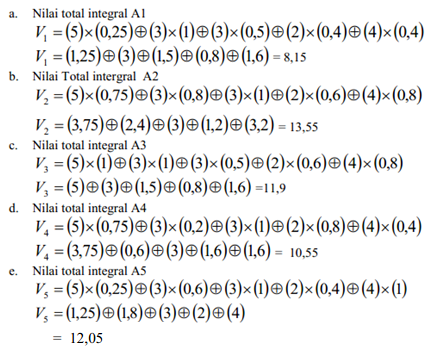 a. Nilai total integral A1
V₁ = (5)×(0,25)⊕(3)×(1)⊕(3)×(0,5)⊕(2)×(0,4)⊕(4)×(0,4)
V₁ = (1,25)⊕(3)⊕(1,5)⊕(0,8)⊕(1,6) = 8,15
b. Nilai Total intergral A2
V₂ = (5)×(0,75)⊕(3)×(0,8)⊕(3)×(1)⊕(2)×(0,6)⊕(4)×(0,8)
V₂ = (3,75)⊕(2,4)⊕(3)⊕(1,2)⊕(3,2) = 13,55
c. Nilai total integral A3
V₃ = (5)×(1)⊕(3)×(1)⊕(3)×(0,5)⊕(2)×(0,6)⊕(4)×(0,8)
V₃ = (5)⊕(3)⊕(1,5)⊕(0,8)⊕(1,6) =11,9
d. Nilai total integral A4
V₄ = (5)×(0,75)⊕(3)×(0,2)⊕(3)×(1)⊕(2)×(0,8)⊕(4)×(0,4)
V₄ = (3,75)⊕(0,6)⊕(3)⊕(1,6)⊕(1,6) = 10,55
e. Nilai total integral A5
V₅ = (5)×(0,25)⊕(3)×(0,6)⊕(3)×(1)⊕(2)×(0,4)⊕(4)×(1)
V₅ = (1,25)⊕(1,8)⊕(3)⊕(2)⊕(4)
= 12,05